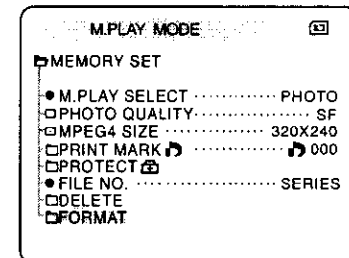 M.PLAY MODE
MEMORY SET
M.PLAY SELECT ············ PHOTO
PHOTO QUALITY ·············· SF
MPEG4 SIZE ············ 320X240
PRINT MARK 000
PROTECT
FILE NO. ················ SERIES
DELETE
FORMAT